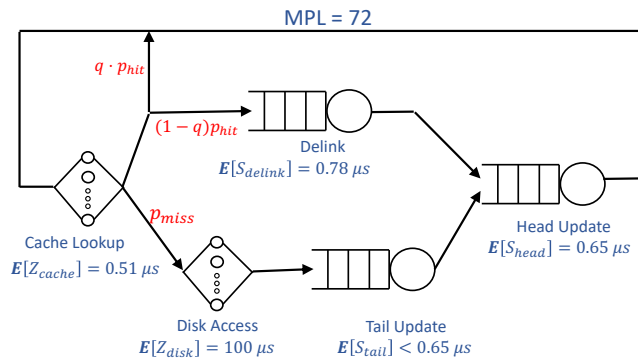 MPL = 72
q · p_hit
(1 − q)p_hit
Delink
E[S_delink] = 0.78 μs
p_miss
Cache Lookup
E[Z_cache] = 0.51 μs
Head Update
E[S_head] = 0.65 μs
Disk Access
E[Z_disk] = 100 μs
Tail Update
E[S_tail] < 0.65 μs